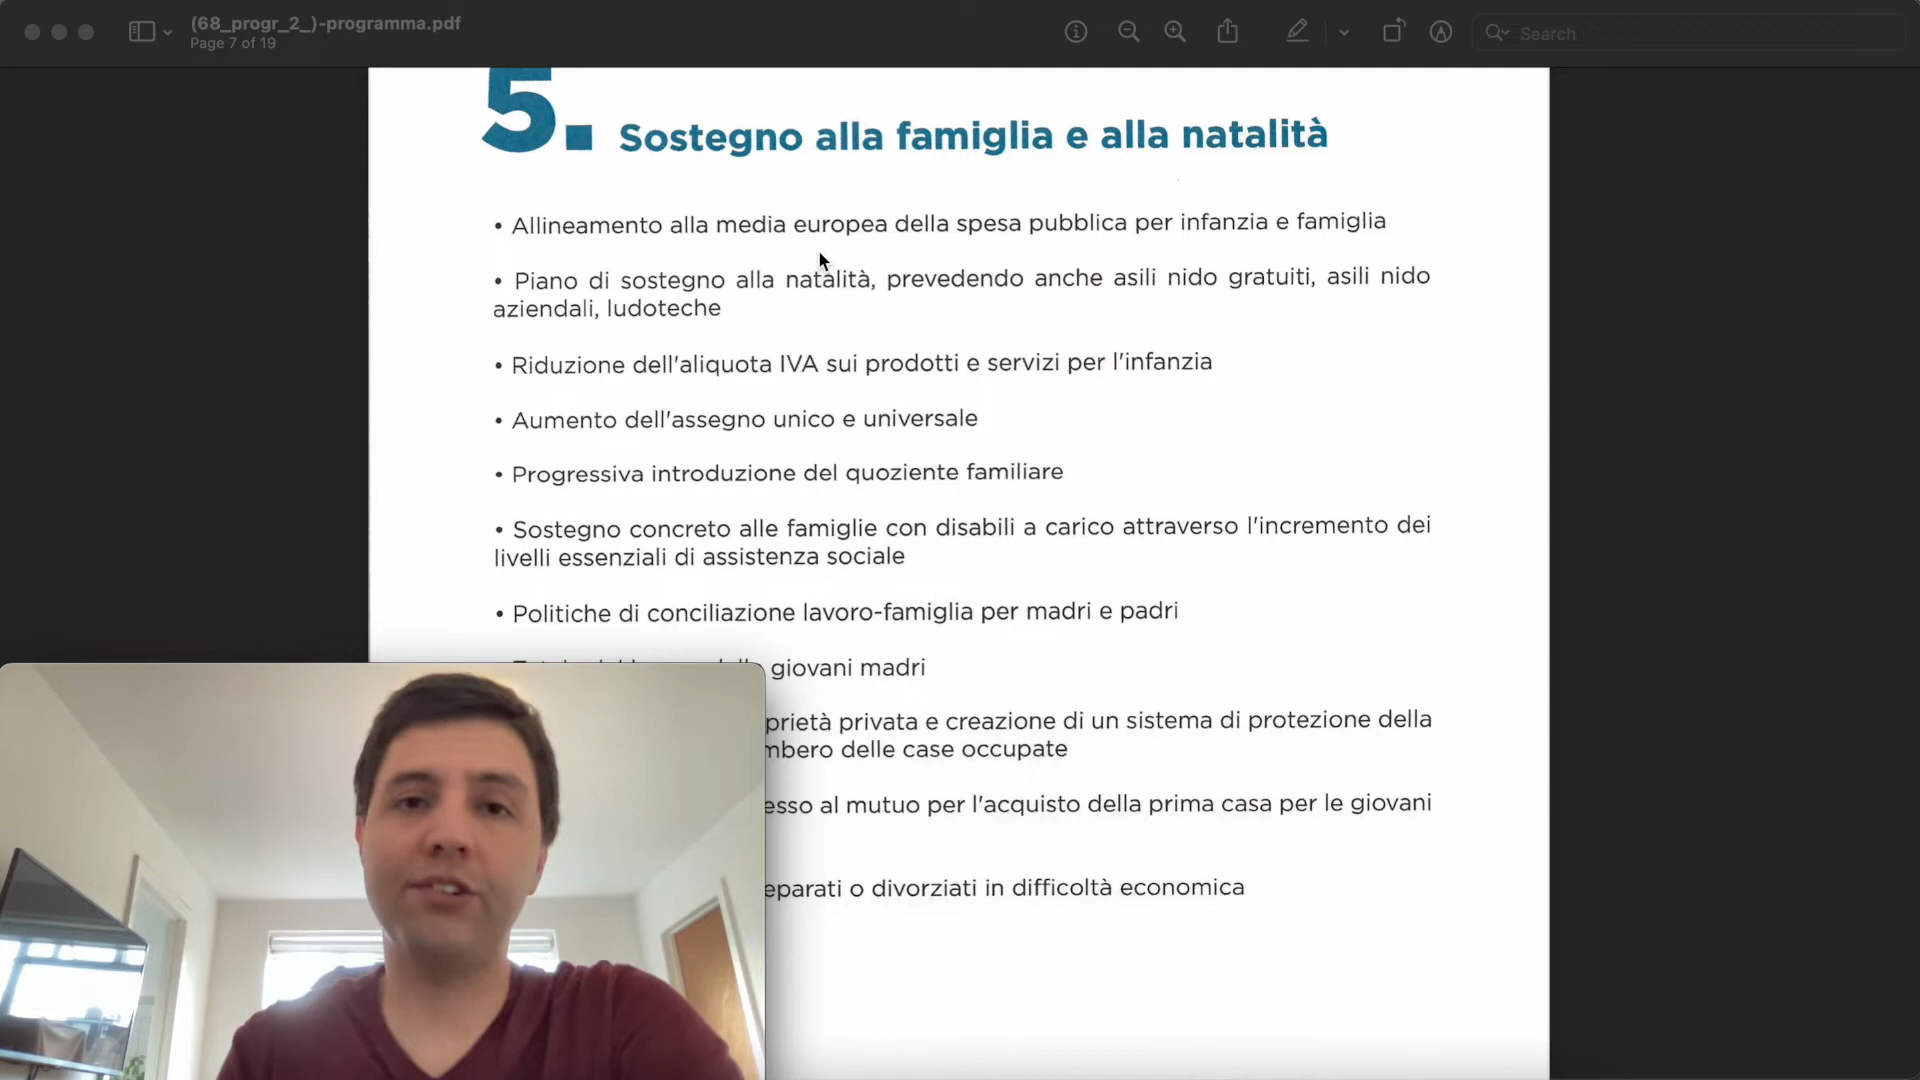 (68_progr_2_)-programma.pdf
Page 7 of 19
Search
5. Sostegno alla famiglia e alla natalità
• Allineamento alla media europea della spesa pubblica per infanzia e famiglia
• Piano di sostegno alla natalità, prevedendo anche asili nido gratuiti, asili nido
aziendali, ludoteche
• Riduzione dell'aliquota IVA sui prodotti e servizi per l'infanzia
• Aumento dell'assegno unico e universale
• Progressiva introduzione del quoziente familiare
• Sostegno concreto alle famiglie con disabili a carico attraverso l'incremento dei
livelli essenziali di assistenza sociale
• Politiche di conciliazione lavoro-famiglia per madri e padri
giovani madri
privata e creazione di un sistema di protezione della
delle case occupate
al mutuo per l'acquisto della prima casa per le giovani
o divorziati in difficoltà economica